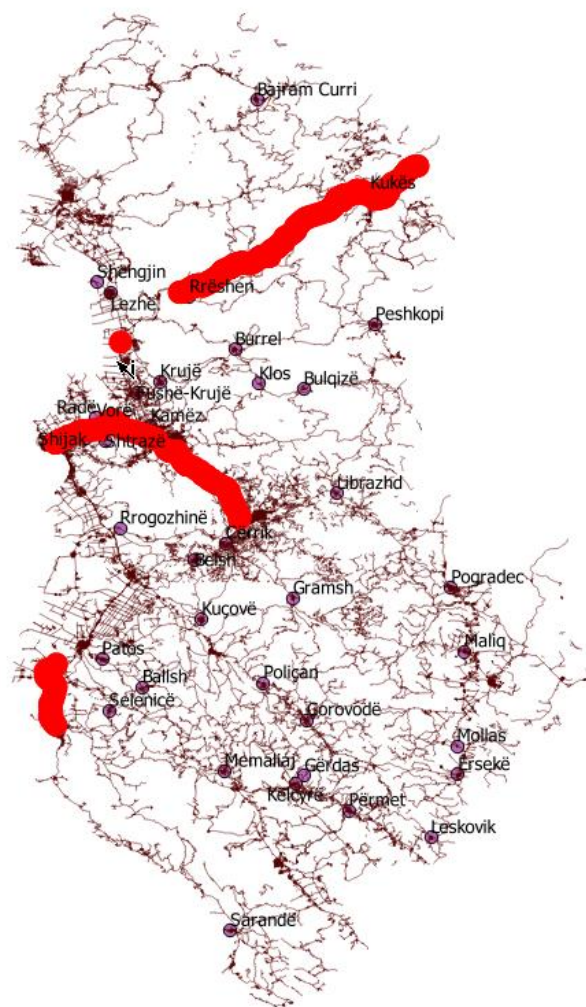 Bajram Curri
Kukës
Shëngjin
Rrëshen
Lezhë
Peshkopi
Burrel
Krujë
Klos
Bulqizë
Fushë-Krujë
Vorë
Kamëz
Shijak
Shtrazë
Librazhd
Rrogozhinë
Cërrik
Belsh
Pogradec
Gramsh
Kuçovë
Maliq
Patos
Ballsh
Poliçan
Selenicë
Gorovodë
Mollas
Memaliaj
Gërdas
Ersekë
Këlcyrë
Përmet
Leskovik
Sarandë